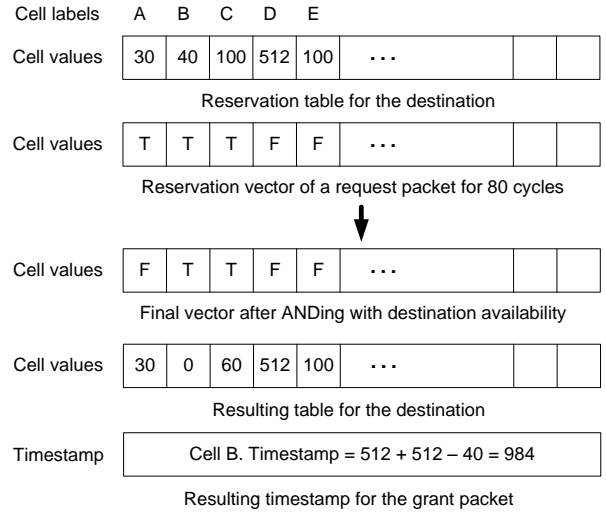 Cell labels A B C D E
Cell values 30 40 100 512 100 ...
Reservation table for the destination
Cell values T T T F F ...
Reservation vector of a request packet for 80 cycles
Cell values F T T F F ...
Final vector after ANDing with destination availability
Cell values 30 0 60 512 100 ...
Resulting table for the destination
Timestamp Cell B. Timestamp = 512 + 512 – 40 = 984
Resulting timestamp for the grant packet